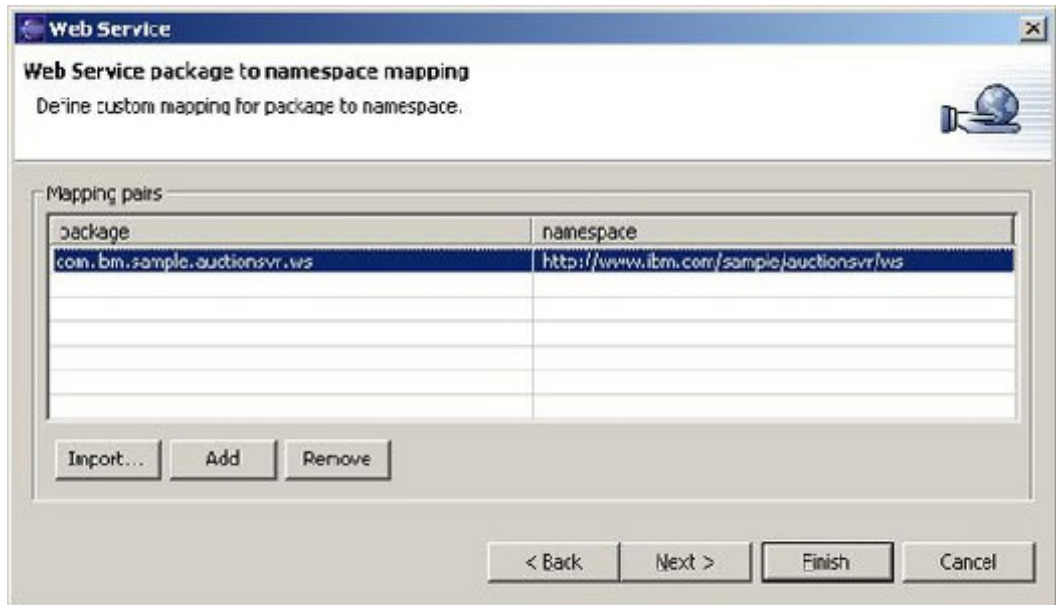 Web Service
Web Service package to namespace mapping
Define custom mapping for package to namespace.
Mapping pairs
package namespace
com.ibm.sample.auctionsvr.ws http://www.ibm.com/sample/auctionsvr/ws
Import... Add Remove
< Back Next > Finish Cancel